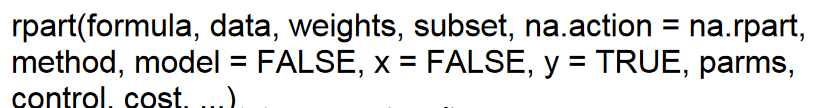 rpart(formula, data, weights, subset, na.action = na.rpart,
method, model = FALSE, x = FALSE, y = TRUE, parms,
control, cost, ...)